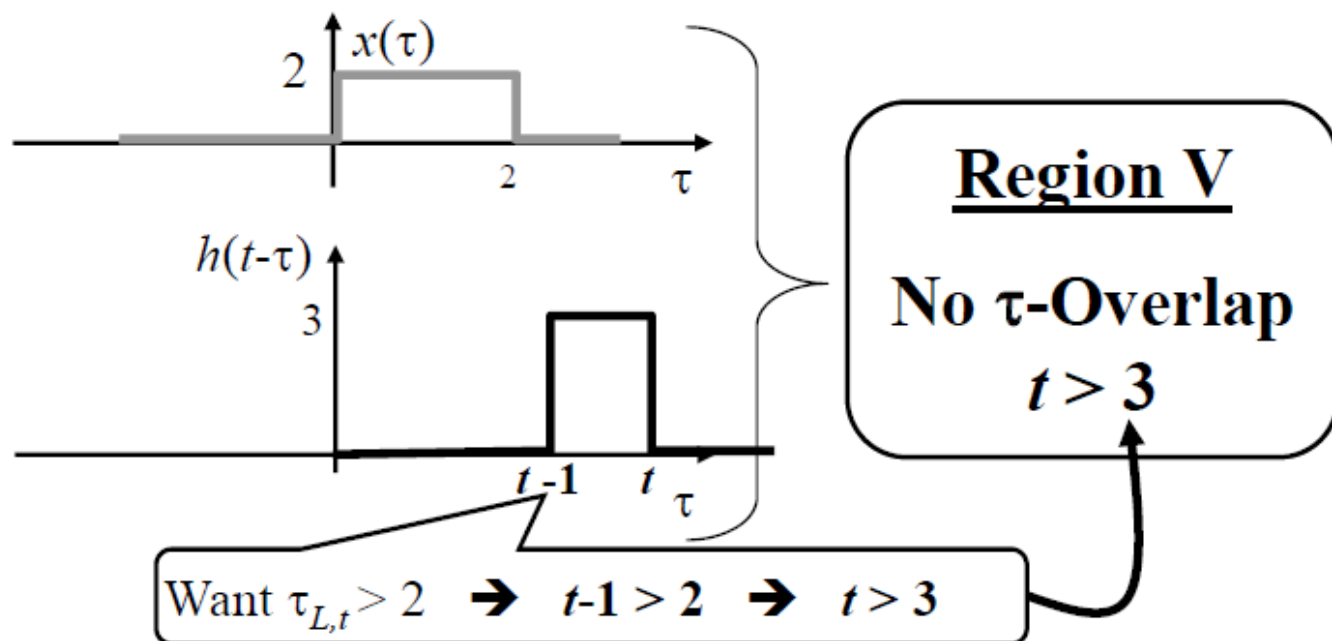 x(τ)
2
2
τ
h(t-τ)
3
t -1
t
τ
Region V
No τ-Overlap
t > 3
Want τL,t > 2 ➔ t-1 > 2 ➔ t > 3